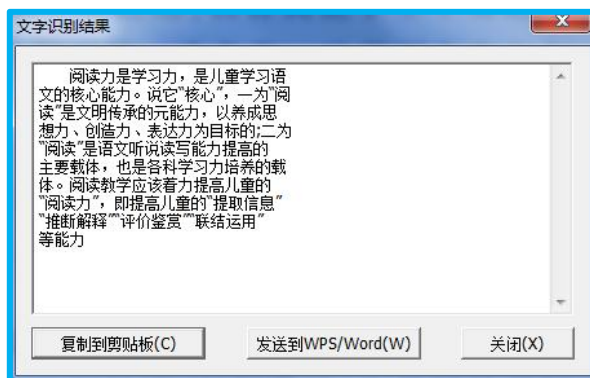 文字识别结果
阅读力是学习力，是儿童学习语
文的核心能力。说它"核心"，一为"阅
读"是文明传承的元能力，以养成思
想力、创造力、表达力为目标的;二为
"阅读"是语文听说读写能力提高的
主要载体，也是各科学习力培养的载
体。阅读教学应该着力提高儿童的
"阅读力"，即提高儿童的"提取信息"
"推断解释""评价鉴赏""联结运用"
等能力
复制到剪贴板(C) 发送到WPS/Word(W) 关闭(X)